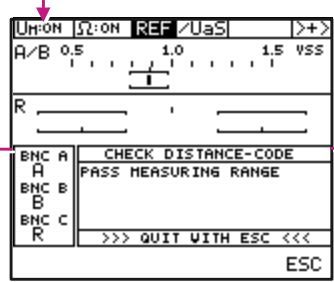 UM:ON Ω:ON REF/UaS >+>
A/B 0.5 1.0 1.5 VSS
R
BNC A
A
BNC B
B
BNC C
R
CHECK DISTANCE-CODE
PASS MEASURING RANGE
>>> QUIT WITH ESC <<<
ESC